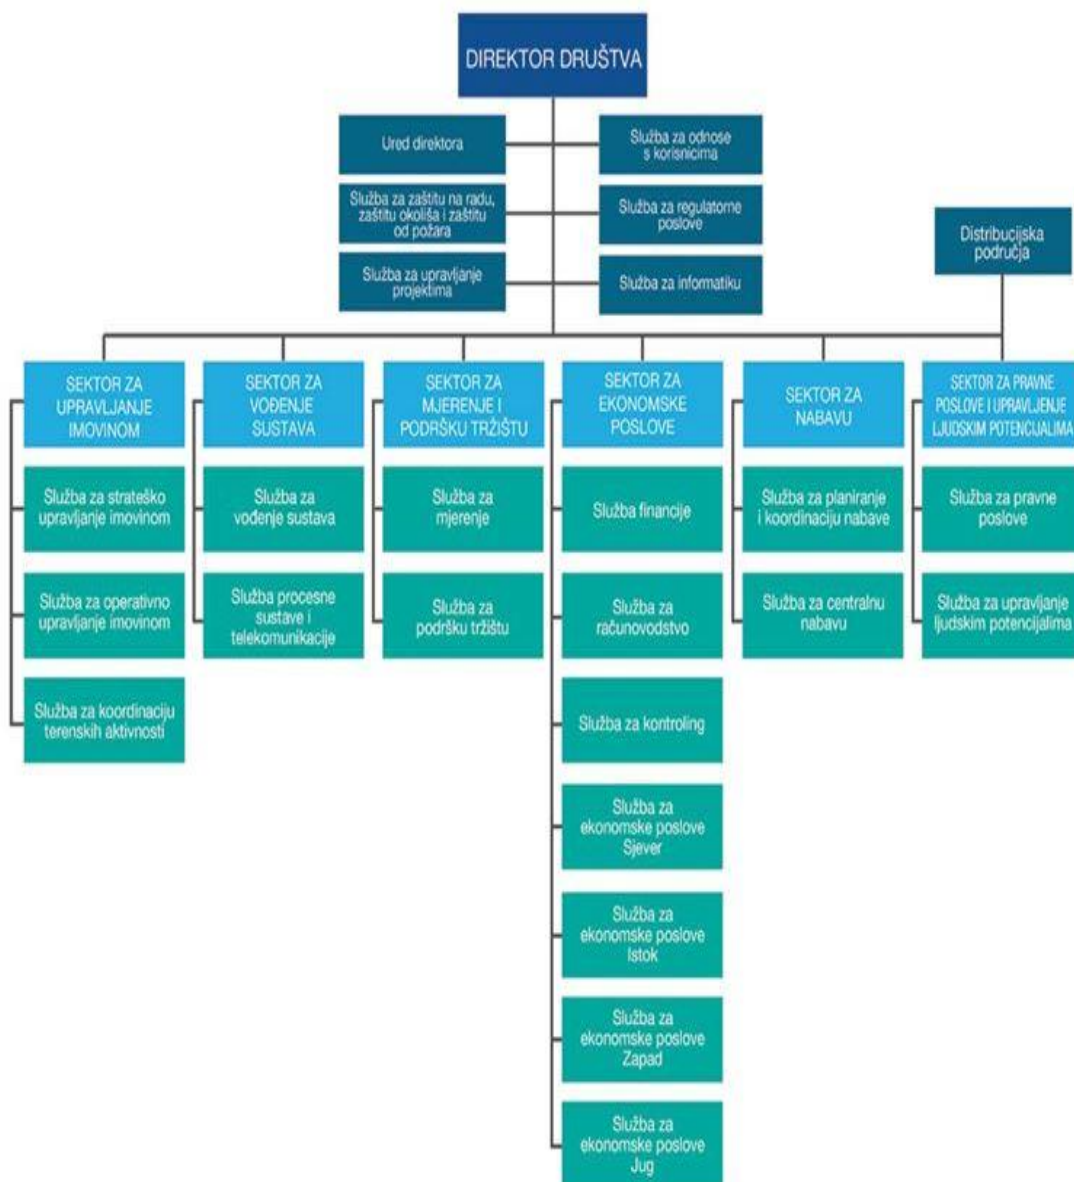 DIREKTOR DRUŠTVA
Ured direktora
Služba za odnose
s korisnicima
Služba za zaštitu na radu,
zaštitu okoliša i zaštitu
od požara
Služba za regulatorne
poslove
Služba za upravljanje
projektima
Služba za informatiku
Distribucijska
područja
SEKTOR ZA
UPRAVLJANJE
IMOVINOM
Služba za strateško
upravljanje imovinom
Služba za operativno
upravljanje imovinom
Služba za koordinaciju
terenskih aktivnosti
SEKTOR ZA
VOĐENJE
SUSTAVA
Služba za
vođenje sustava
Služba procesne
sustave i
telekomunikacije
SEKTOR ZA
MJERENJE I
PODRŠKU TRŽIŠTU
Služba za
mjerenje
Služba za
podršku tržištu
SEKTOR ZA
EKONOMSKE
POSLOVE
Služba financije
Služba za
računovodstvo
Služba za kontroling
Služba za
ekonomske poslove
Sjever
Služba za
ekonomske poslove
Istok
Služba za
ekonomske poslove
Zapad
Služba za
ekonomske poslove
Jug
SEKTOR ZA
NABAVU
Služba za planiranje
i koordinaciju nabave
Služba za centralnu
nabavu
SEKTOR ZA PRAVNE
POSLOVE I UPRAVLJENJE
LJUDSKIM POTENCIJALIMA
Služba za pravne
poslove
Služba za upravljanje
ljudskim potencijalima